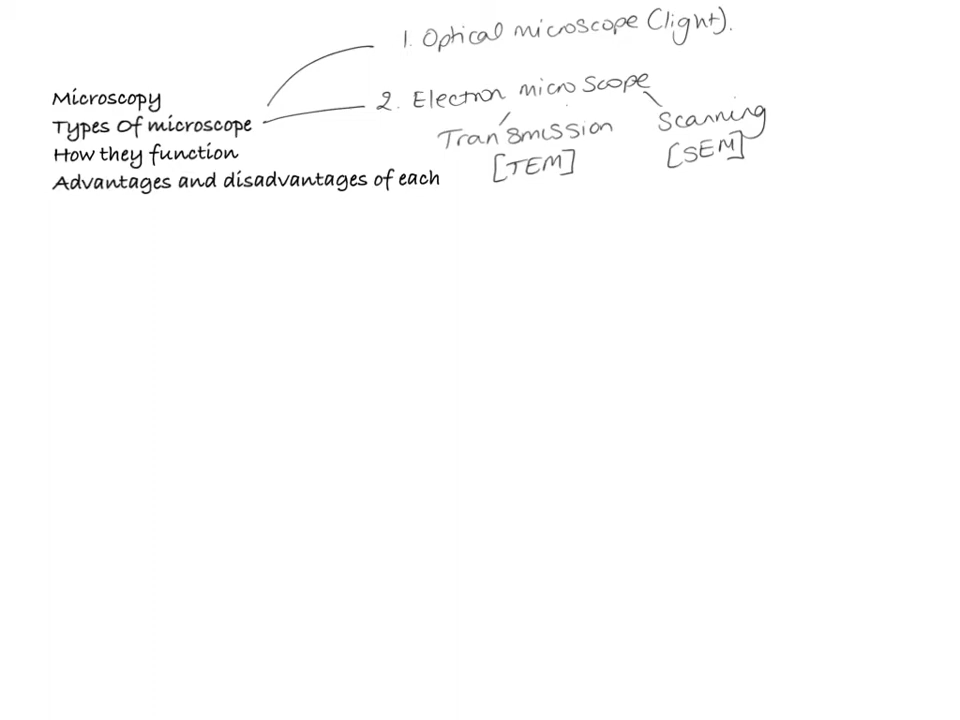 1. Optical microscope (light).
2. Electron microscope
Transmission
[TEM]
Scanning
[SEM]
Microscopy
Types Of microscope
How they function
Advantages and disadvantages of each